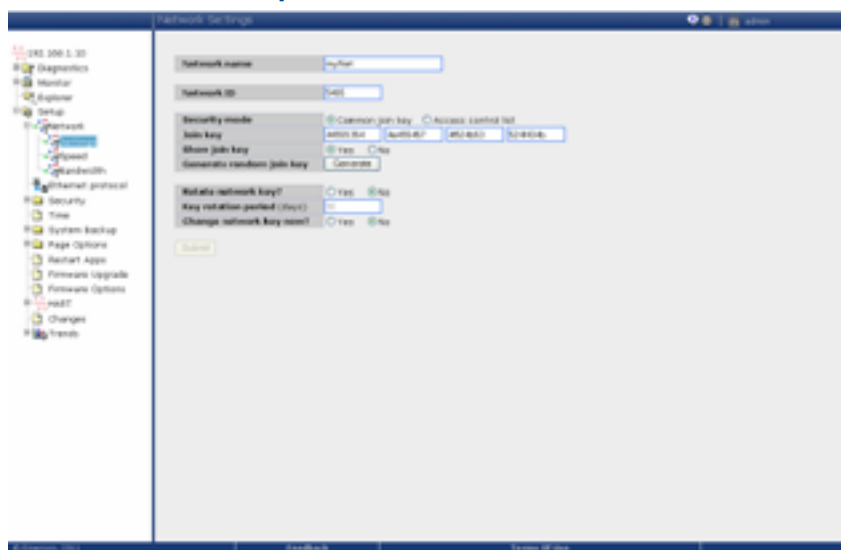 Network Settings
admin
192.168.1.10
Diagnostics
Monitor
Explorer
Setup
Network
Speed
Bandwidth
Ethernet protocol
Security
Time
System Backup
Page Options
Restart Apps
Firmware Upgrade
Firmware Options
HART
Changes
Trends
Network name myNet
Network ID
Security mode Common join key Access control list
Join key
Show join key Yes No
Generate random join key Generate
Rotate network key? Yes No
Key rotation period (days)
Change network key now? Yes No
Submit
Feedback Terms Of Use